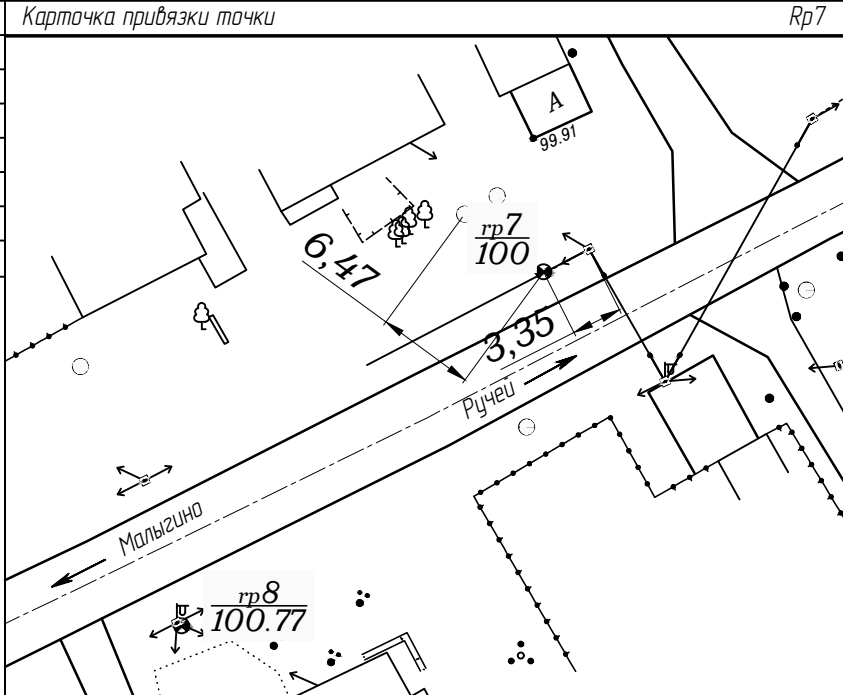 Карточка привязки точки Rp7
А
99.91
rp7
100
6,47
3,35
Ручей
Малыгино
rp8
100.77